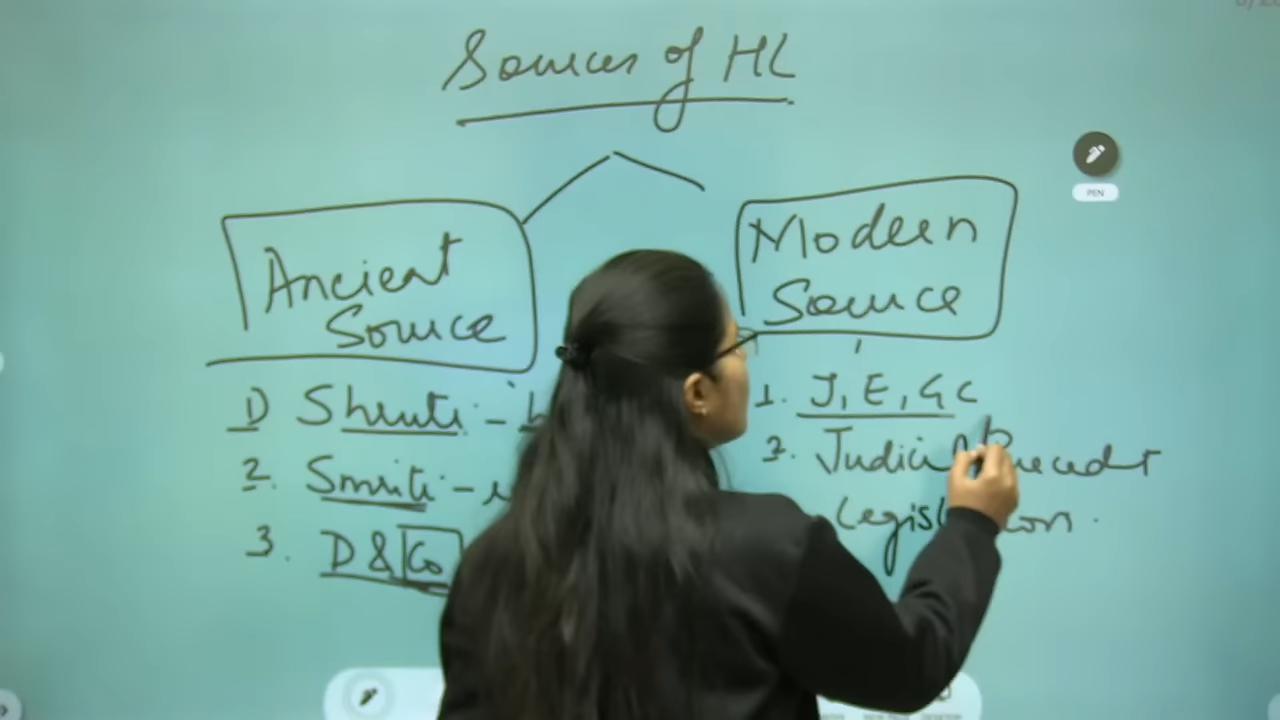 Sources of HL
Ancient
Source
Modern
Source
1) Shruti -
2. Smriti -
3. D & Co
1. J, E, GC
2. Judicial Precedent
Legislation.
PEN